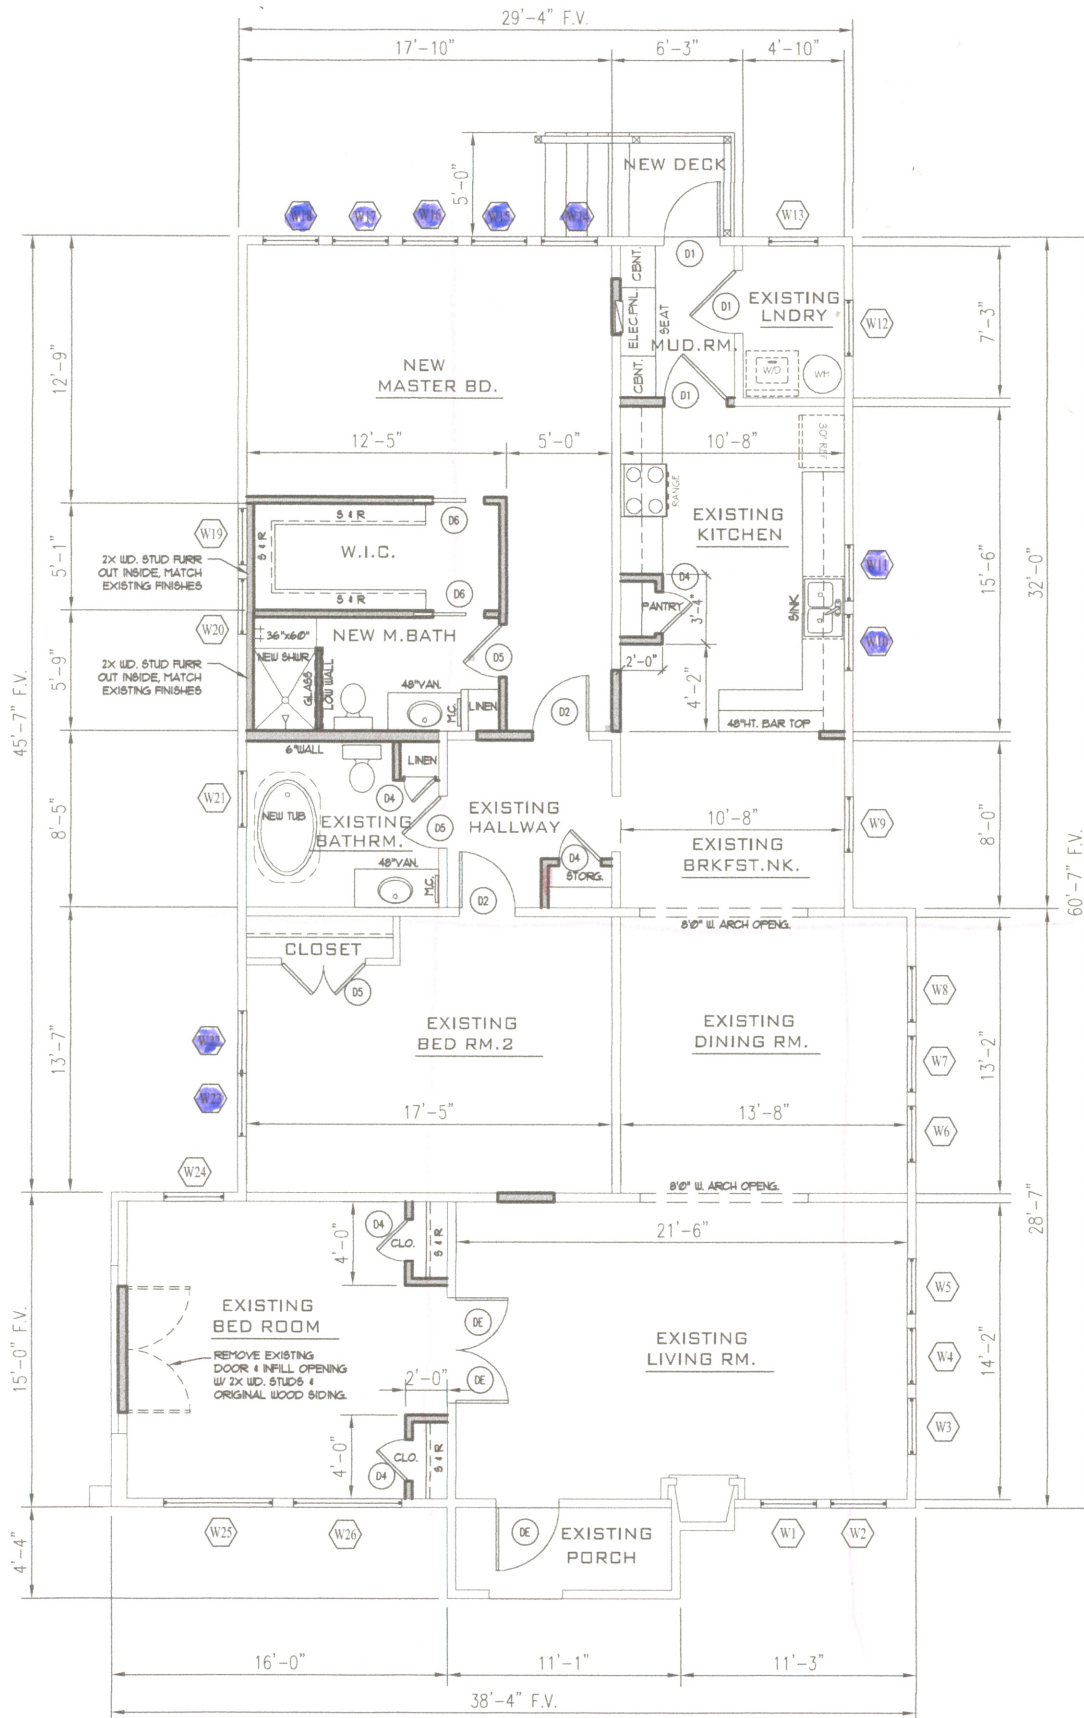 29'-4" F.V.
17'-10"
6'-3"
4'-10"
5'-0"
NEW DECK
W18
W17
W16
W15
W14
W13
D1
CBNT.
ELEC.PNL.
SEAT
CBNT.
MUD.RM.
D1
D1
EXISTING
LNDRY
W/D
WH
W12
7'-3"
12'-9"
NEW
MASTER BD.
12'-5"
5'-0"
10'-8"
RANGE
EXISTING
KITCHEN
W19
S & R
S & R
S & R
W.I.C.
D6
D6
5'-1"
2X WD. STUD FURR
OUT INSIDE, MATCH
EXISTING FINISHES
W20
36"x60"
NEW SHWR
GLASS
LOW WALL
NEW M.BATH
D5
48"VAN.
M.C.
LINEN
5'-9"
2X WD. STUD FURR
OUT INSIDE, MATCH
EXISTING FINISHES
D4
PANTRY
3'-4"
2'-0"
4'-2"
SINK
W11
W10
15'-6"
32'-0"
48"HT. BAR TOP
D2
45'-7" F.V.
6"WALL
LINEN
D4
W21
NEW TUB
EXISTING
BATHRM.
D5
48"VAN.
M.C.
8'-5"
EXISTING
HALLWAY
D4
STORG.
D2
10'-8"
EXISTING
BRKFST.NK.
W9
8'-0"
60'-7" F.V.
8'0" W. ARCH OPENG.
CLOSET
D5
EXISTING
BED RM.2
17'-5"
EXISTING
DINING RM.
13'-8"
W8
W7
W6
13'-2"
W22
W23
13'-7"
W24
8'0" W. ARCH OPENG.
21'-6"
28'-7"
D4
CLO.
S & R
4'-0"
EXISTING
BED ROOM
REMOVE EXISTING
DOOR & INFILL OPENING
W/ 2X WD. STUDS &
ORIGINAL WOOD SIDING.
2'-0"
DE
DE
EXISTING
LIVING RM.
W5
W4
W3
14'-2"
15'-0" F.V.
4'-0"
CLO.
D4
S & R
W25
W26
DE
EXISTING
PORCH
W1
W2
4'-4"
16'-0"
11'-1"
11'-3"
38'-4" F.V.